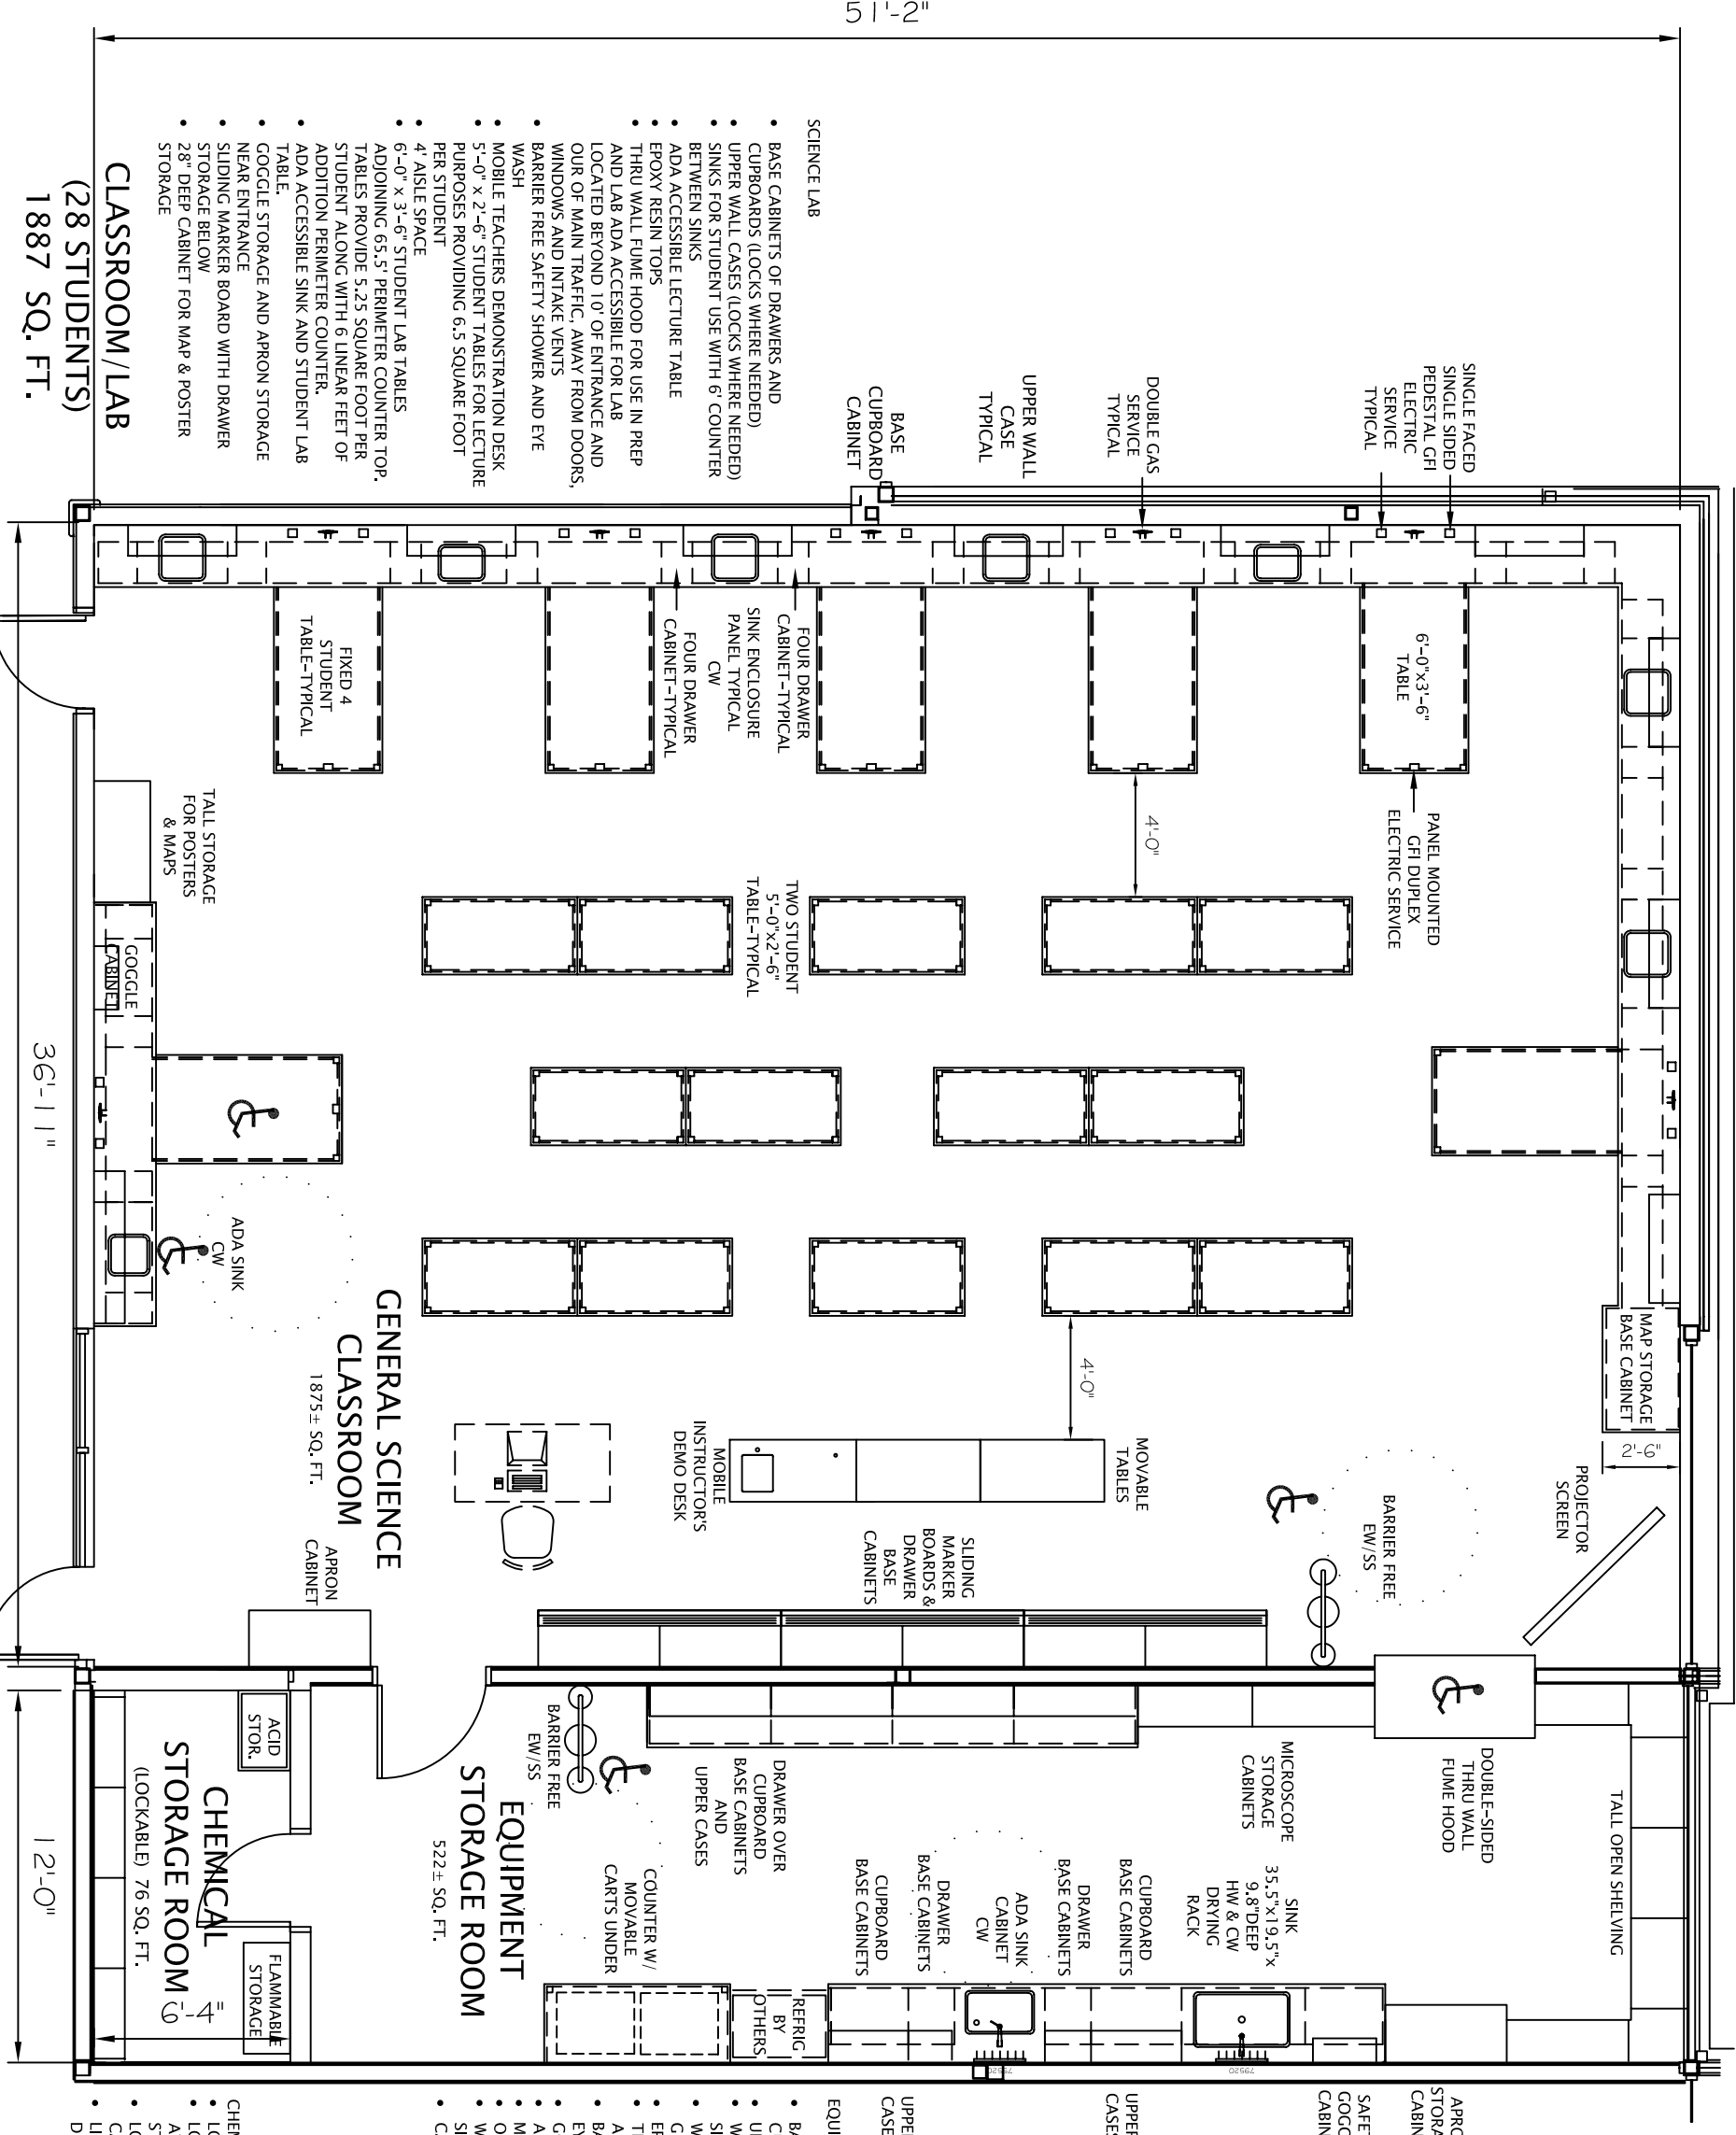 51'-2"
SCIENCE LAB
• BASE CABINETS OF DRAWERS AND
CUPBOARDS (LOCKS WHERE NEEDED)
• UPPER WALL CASES (LOCKS WHERE NEEDED)
• SINKS FOR STUDENT USE WITH 6' COUNTER
BETWEEN SINKS
• ADA ACCESSIBLE LECTURE TABLE
• EPOXY RESIN TOPS
• THRU WALL FUME HOOD FOR USE IN PREP
AND LAB ADA ACCESSIBILE FOR LAB
LOCATED BEYOND 10' OF ENTRANCE AND
OUR OF MAIN TRAFFIC, AWAY FROM DOORS,
WINDOWS AND INTAKE VENTS
• BARRIER FREE SAFETY SHOWER AND EYE
WASH
• MOBILE TEACHERS DEMONSTRATION DESK
• 5'-0" x 2'-6" STUDENT TABLES FOR LECTURE
PURPOSES PROVIDING 6.5 SQUARE FOOT
PER STUDENT
• 4' AISLE SPACE
• 6'-0" x 3'-6" STUDENT LAB TABLES
ADJOINING 65.5' PERIMETER COUNTER TOP.
TABLES PROVIDE 5.25 SQUARE FOOT PER
STUDENT ALONG WITH 6 LINEAR FEET OF
ADDITION PERIMETER COUNTER.
• ADA ACCESSIBLE SINK AND STUDENT LAB
TABLE.
• GOGGLE STORAGE AND APRON STORAGE
NEAR ENTRANCE
• SLIDING MARKER BOARD WITH DRAWER
STORAGE BELOW
• 28" DEEP CABINET FOR MAP & POSTER
STORAGE
CLASSROOM/LAB
(28 STUDENTS)
1887 SQ. FT.
SINGLE FACED
SINGLE SIDED
PEDESTAL GFI
ELECTRIC
SERVICE
TYPICAL
DOUBLE GAS
SERVICE
TYPICAL
UPPER WALL
CASE
TYPICAL
BASE
CUPBOARD
CABINET
6'-0"x3'-6"
TABLE
FOUR DRAWER
CABINET-TYPICAL
SINK ENCLOSURE
PANEL TYPICAL
CW
FOUR DRAWER
CABINET-TYPICAL
FIXED 4
STUDENT
TABLE-TYPICAL
PANEL MOUNTED
GFI DUPLEX
ELECTRIC SERVICE
4'-0"
TWO STUDENT
5'-0"x2'-6"
TABLE-TYPICAL
TALL STORAGE
FOR POSTERS
& MAPS
GOGGLE
CABINET
36'-11"
ADA SINK
CW
GENERAL SCIENCE
CLASSROOM
1875± SQ. FT.
MAP STORAGE
BASE CABINET
2'-6"
4'-0"
MOVABLE
TABLES
MOBILE
INSTRUCTOR'S
DEMO DESK
PROJECTOR
SCREEN
BARRIER FREE
EW/SS
SLIDING
MARKER
BOARDS &
DRAWER
BASE
CABINETS
APRON
CABINET
DOUBLE-SIDED
THRU WALL
FUME HOOD
TALL OPEN SHELVING
MICROSCOPE
STORAGE
CABINETS
DRAWER OVER
CUPBOARD
BASE CABINETS
AND
UPPER CASES
BARRIER FREE
EW/SS
EQUIPMENT
STORAGE ROOM
522± SQ. FT.
ACID
STOR.
CHEMICAL
STORAGE ROOM
(LOCKABLE) 76 SQ. FT.
6'-4"
FLAMMABLE
STORAGE
12'-0"
SINK
35.5"x19.5"x
9.8"DEEP
HW & CW
DRYING
RACK
CUPBOARD
BASE CABINETS
DRAWER
BASE CABINETS
ADA SINK
CABINET
CW
DRAWER
BASE CABINETS
CUPBOARD
BASE CABINETS
COUNTER W/
MOVABLE
CARTS UNDER
REFRIG
BY
OTHERS
79520
79520